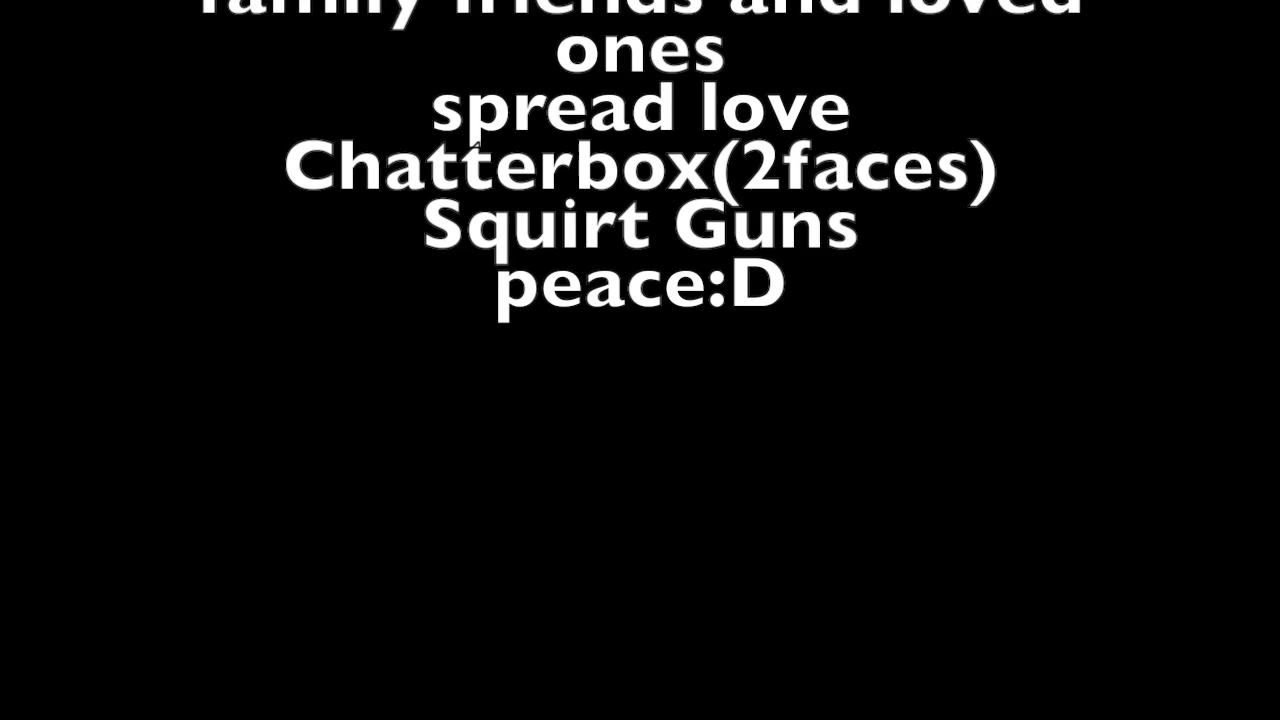 family friends and loved
ones
spread love
Chatterbox(2faces)
Squirt Guns
peace:D